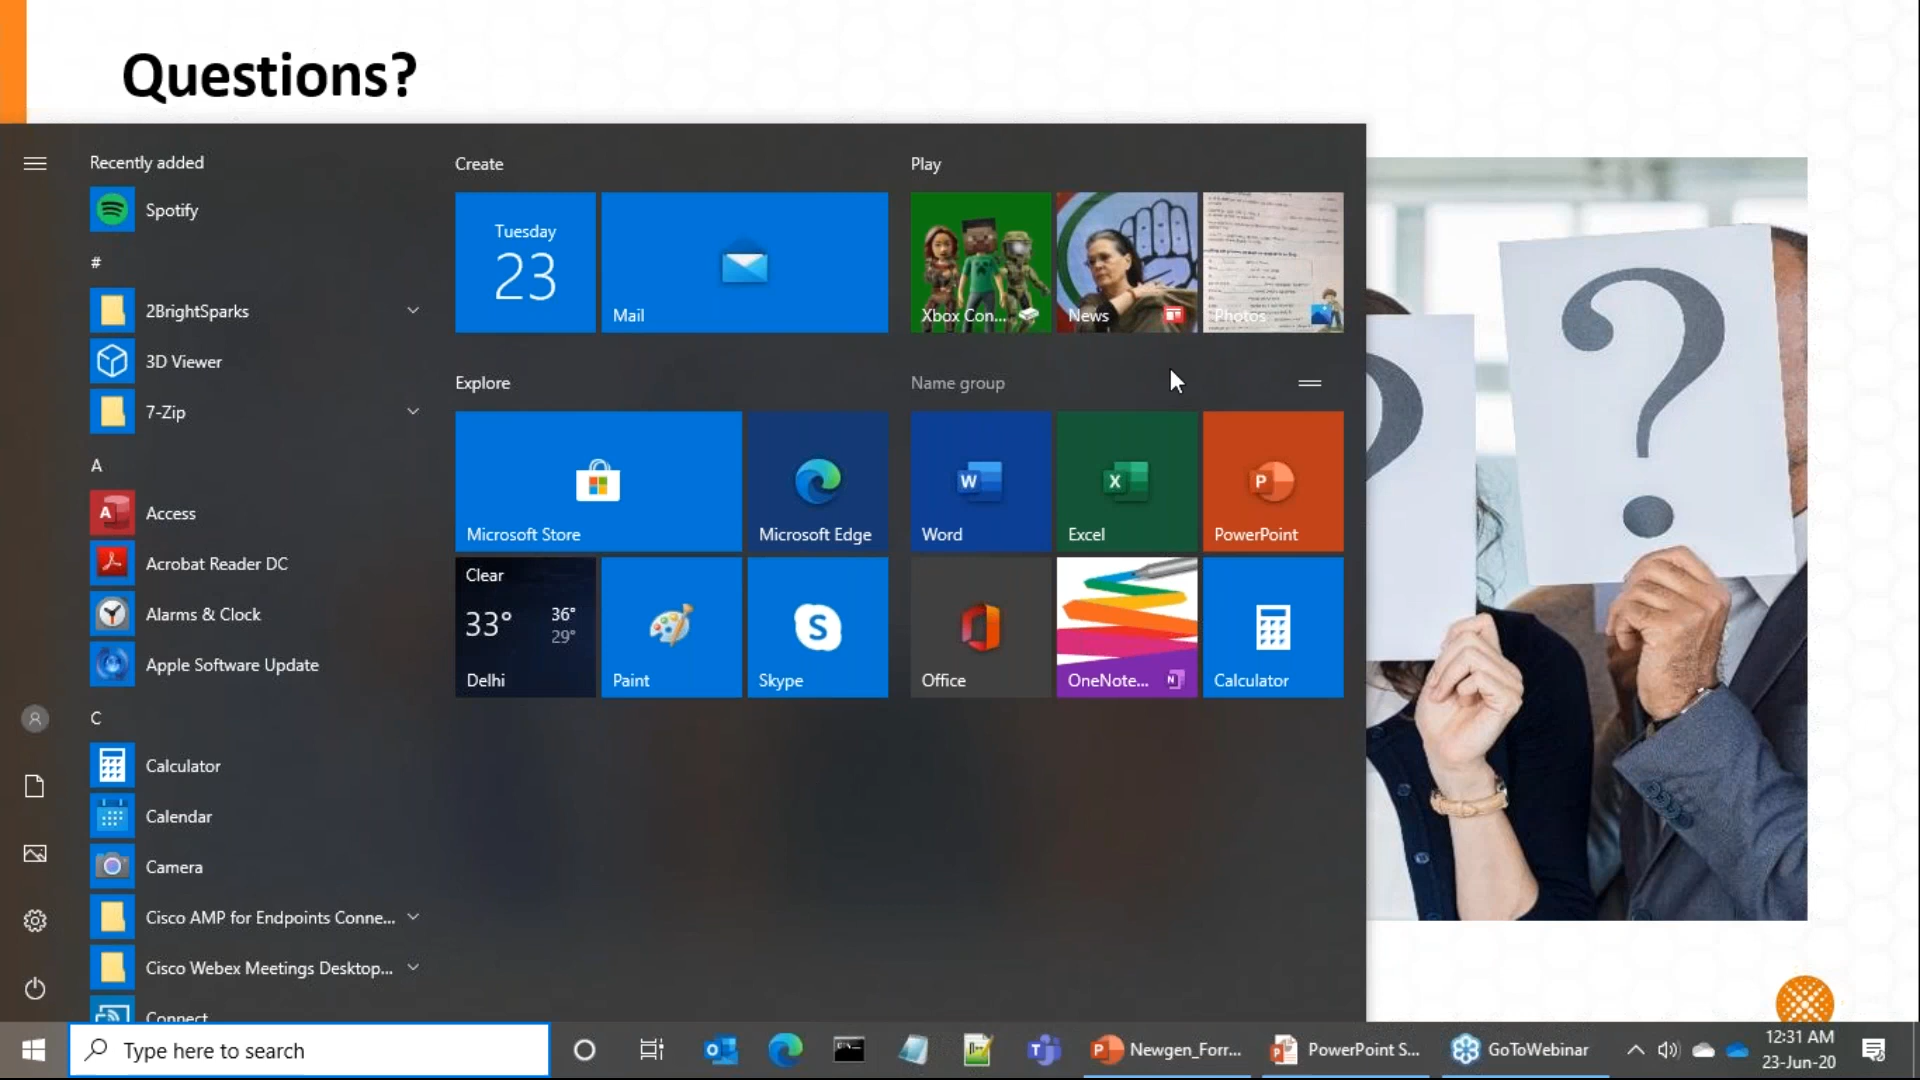 Questions?
Recently added
Spotify
#
2BrightSparks
3D Viewer
7-Zip
A
Access
Acrobat Reader DC
Alarms & Clock
Apple Software Update
C
Calculator
Calendar
Camera
Cisco AMP for Endpoints Conne...
Cisco Webex Meetings Desktop...
Connect
Create
Tuesday
23
Mail
Play
Xbox Con...
News
Photos
Explore
Microsoft Store
Microsoft Edge
Clear
33° 36°
29°
Delhi
Paint
Skype
Name group
Word
Excel
PowerPoint
Office
OneNote...
Calculator
?
?
Type here to search
Newgen_Forr...
PowerPoint S...
GoToWebinar
12:31 AM
23-Jun-20